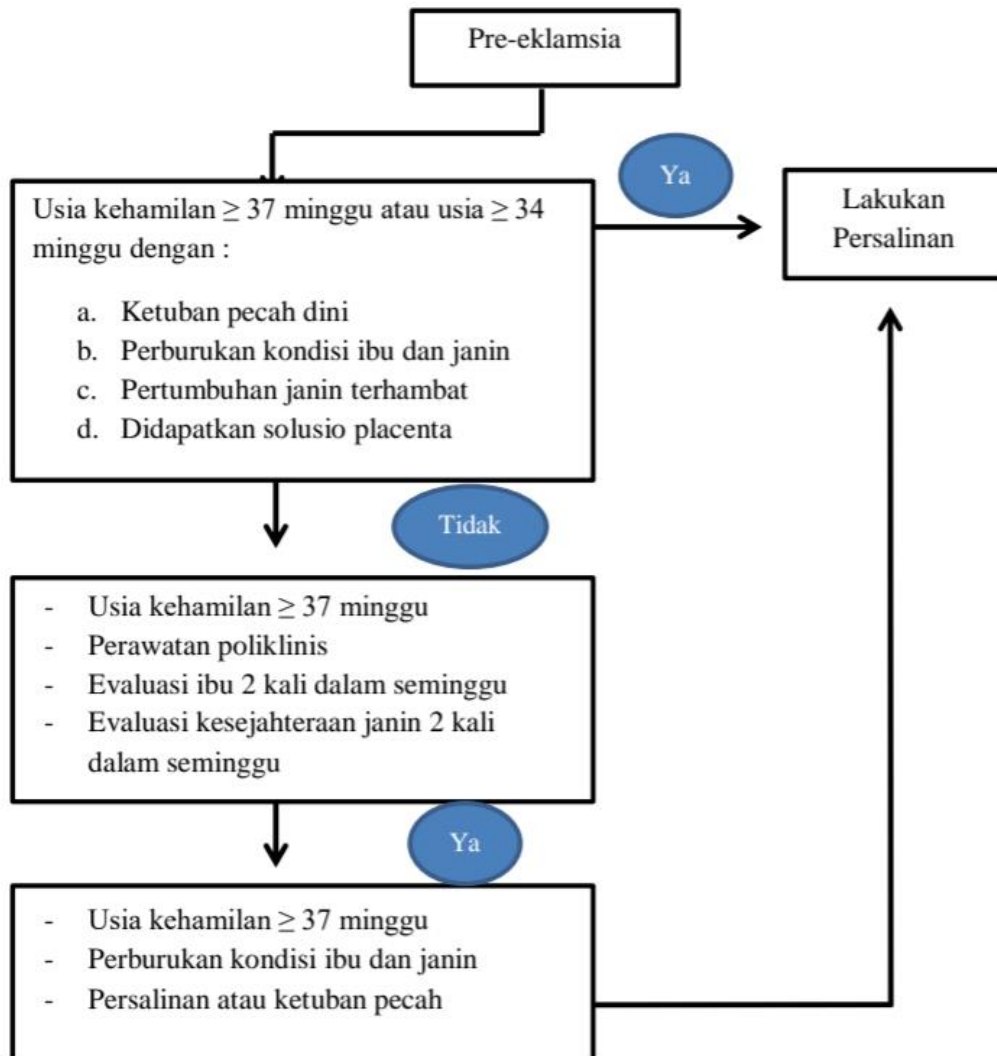 Pre-eklamsia
Ya
Lakukan
Persalinan
Usia kehamilan ≥ 37 minggu atau usia ≥ 34
minggu dengan :
a. Ketuban pecah dini
b. Perburukan kondisi ibu dan janin
c. Pertumbuhan janin terhambat
d. Didapatkan solusio placenta
Tidak
- Usia kehamilan ≥ 37 minggu
- Perawatan poliklinis
- Evaluasi ibu 2 kali dalam seminggu
- Evaluasi kesejahteraan janin 2 kali
dalam seminggu
Ya
- Usia kehamilan ≥ 37 minggu
- Perburukan kondisi ibu dan janin
- Persalinan atau ketuban pecah